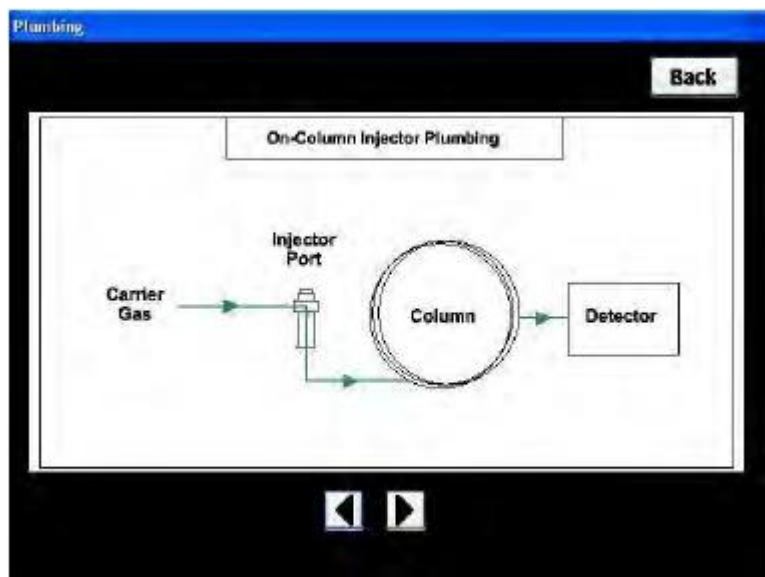 Plumbing
Back
On-Column Injector Plumbing
Injector
Port
Carrier
Gas
Column
Detector